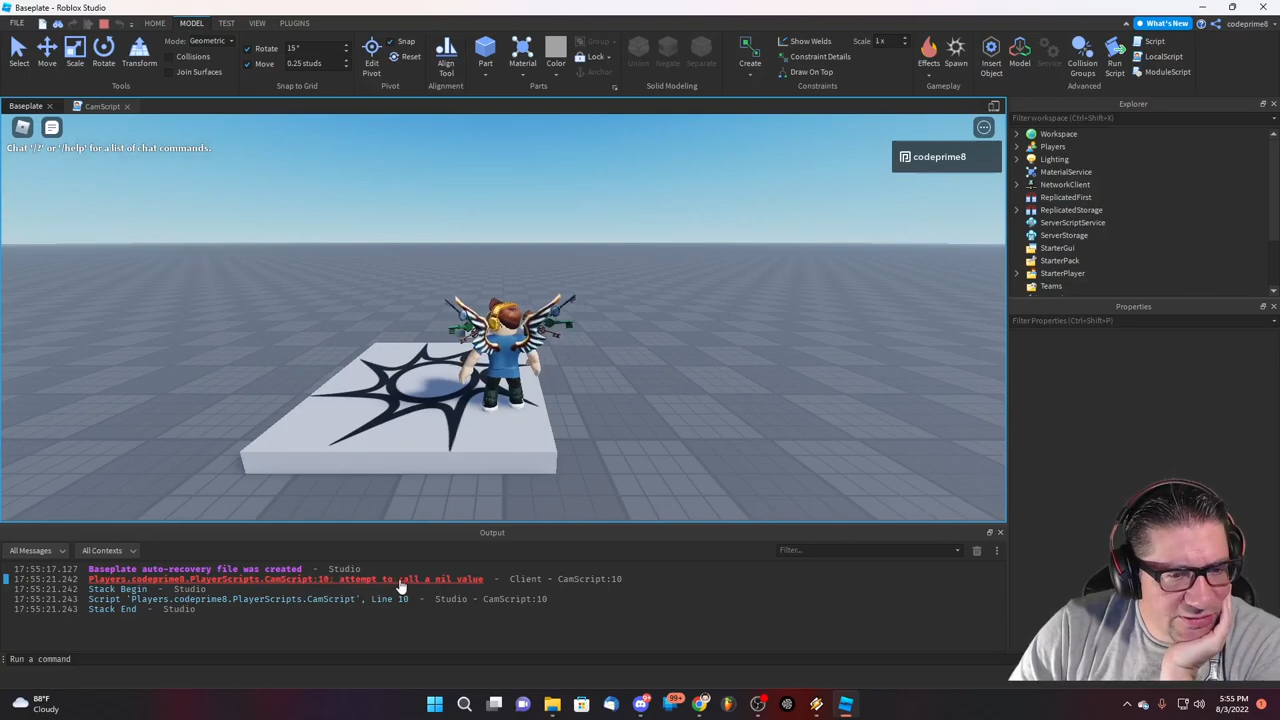 Baseplate - Roblox Studio
FILE HOME MODEL TEST VIEW PLUGINS What's New codeprime8
Select Move Scale Rotate Transform
Mode: Geometric
Collisions
Join Surfaces
Tools
Rotate 15°
Move 0.25 studs
Snap to Grid
Edit Pivot
Snap
Reset
Pivot
Align Tool
Alignment
Part Material Color
Group
Lock
Anchor
Parts
Union Negate Separate
Solid Modeling
Create
Show Welds
Constraint Details
Draw On Top
Scale 1 x
Constraints
Effects Spawn
Gameplay
Insert Object Model Service Collision Groups Run Script
Script
LocalScript
ModuleScript
Advanced
Baseplate CamScript
Chat '/?' or '/help' for a list of chat commands.
codeprime8
Explorer
Filter workspace (Ctrl+Shift+X)
Workspace
Players
Lighting
MaterialService
NetworkClient
ReplicatedFirst
ReplicatedStorage
ServerScriptService
ServerStorage
StarterGui
StarterPack
StarterPlayer
Teams
Properties
Filter Properties (Ctrl+Shift+P)
Output
All Messages All Contexts Filter...
17:55:17.127 Baseplate auto-recovery file was created - Studio
17:55:21.242 Players.codeprime8.PlayerScripts.CamScript:10: attempt to call a nil value - Client - CamScript:10
17:55:21.242 Stack Begin - Studio
17:55:21.243 Script 'Players.codeprime8.PlayerScripts.CamScript', Line 10 - Studio - CamScript:10
17:55:21.243 Stack End - Studio
Run a command
88°F
Cloudy
99+
5:55 PM
8/8/2022